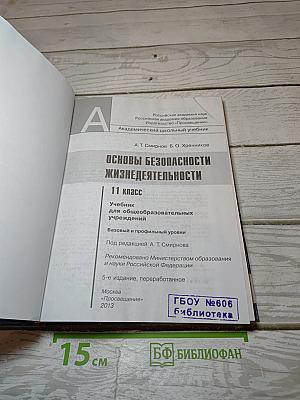 А
Российская академия наук
Российская академия образования
Издательство «Просвещение»
Академический школьный учебник
А. Т. Смирнов Б. О. Хренников
ОСНОВЫ БЕЗОПАСНОСТИ
ЖИЗНЕДЕЯТЕЛЬНОСТИ
11 класс
Учебник
для общеобразовательных
учреждений
Базовый и профильный уровни
Под редакцией А. Т. Смирнова
Рекомендовано Министерством образования
и науки Российской Федерации
5-е издание, переработанное
Москва
«Просвещение»
2013
ГБОУ №606
библиотека
15 см
БФ БИБЛИОФАН